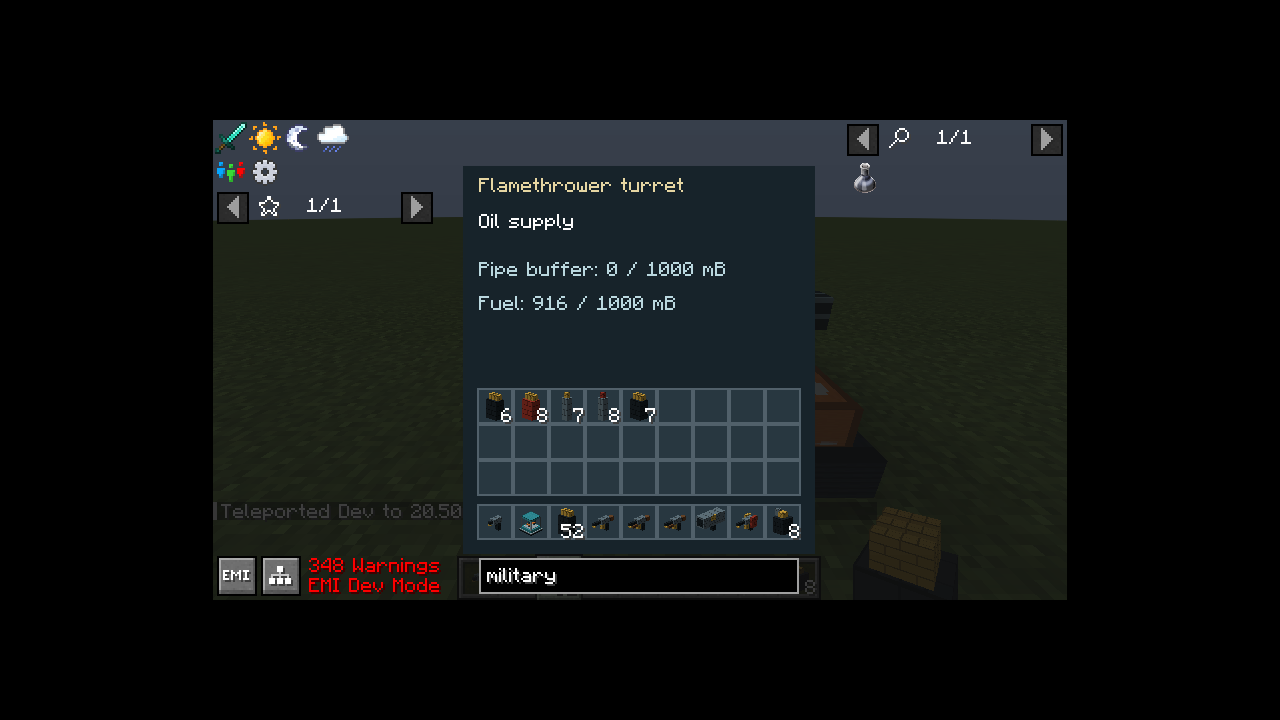 1/1
1/1
Flamethrower turret
Oil supply
Pipe buffer: 0 / 1000 mB
Fuel: 916 / 1000 mB
6 8 7 8 7
Teleported Dev to 20.50
52 8
EMI
348 Warnings
EMI Dev Mode
military
8